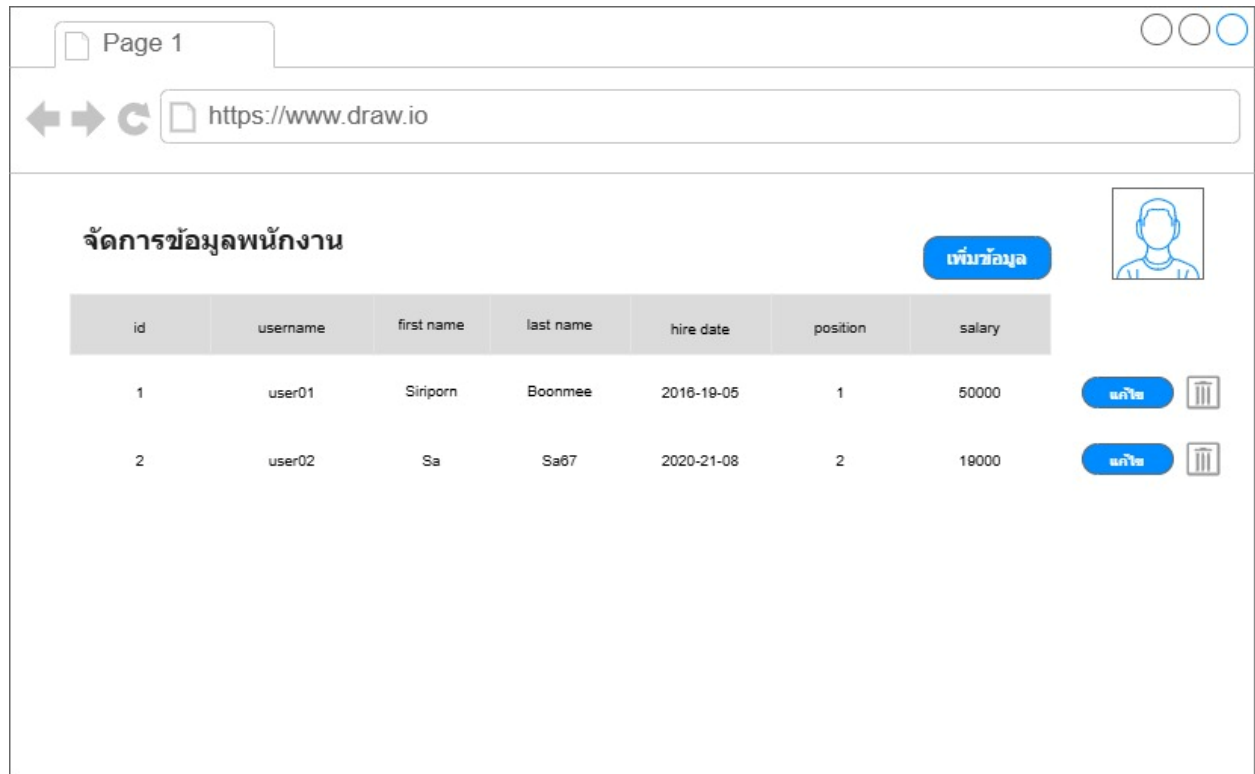 Page 1
https://www.draw.io
จัดการข้อมูลพนักงาน
เพิ่มข้อมูล
id username first name last name hire date position salary
1 user01 Siriporn Boonmee 2016-19-05 1 50000 แก้ไข
2 user02 Sa Sa67 2020-21-08 2 19000 แก้ไข